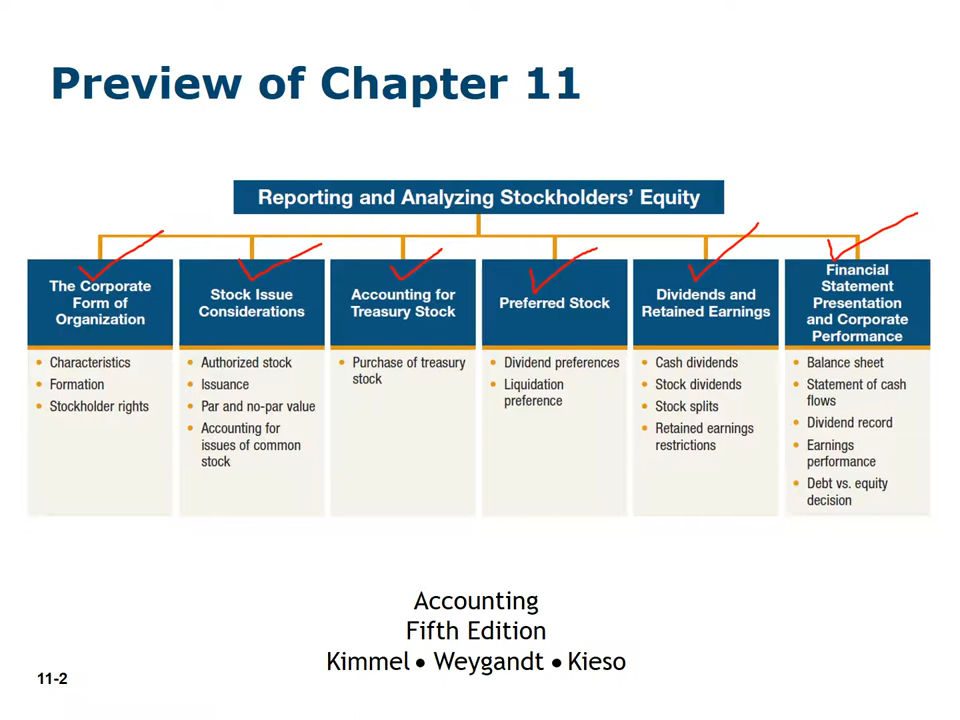 Preview of Chapter 11
Reporting and Analyzing Stockholders’ Equity
The Corporate
Form of
Organization
• Characteristics
• Formation
• Stockholder rights
Stock Issue
Considerations
• Authorized stock
• Issuance
• Par and no-par value
• Accounting for
issues of common
stock
Accounting for
Treasury Stock
• Purchase of treasury
stock
Preferred Stock
• Dividend preferences
• Liquidation
preference
Dividends and
Retained Earnings
• Cash dividends
• Stock dividends
• Stock splits
• Retained earnings
restrictions
Financial
Statement
Presentation
and Corporate
Performance
• Balance sheet
• Statement of cash
flows
• Dividend record
• Earnings
performance
• Debt vs. equity
decision
Accounting
Fifth Edition
Kimmel ● Weygandt ● Kieso
11-2